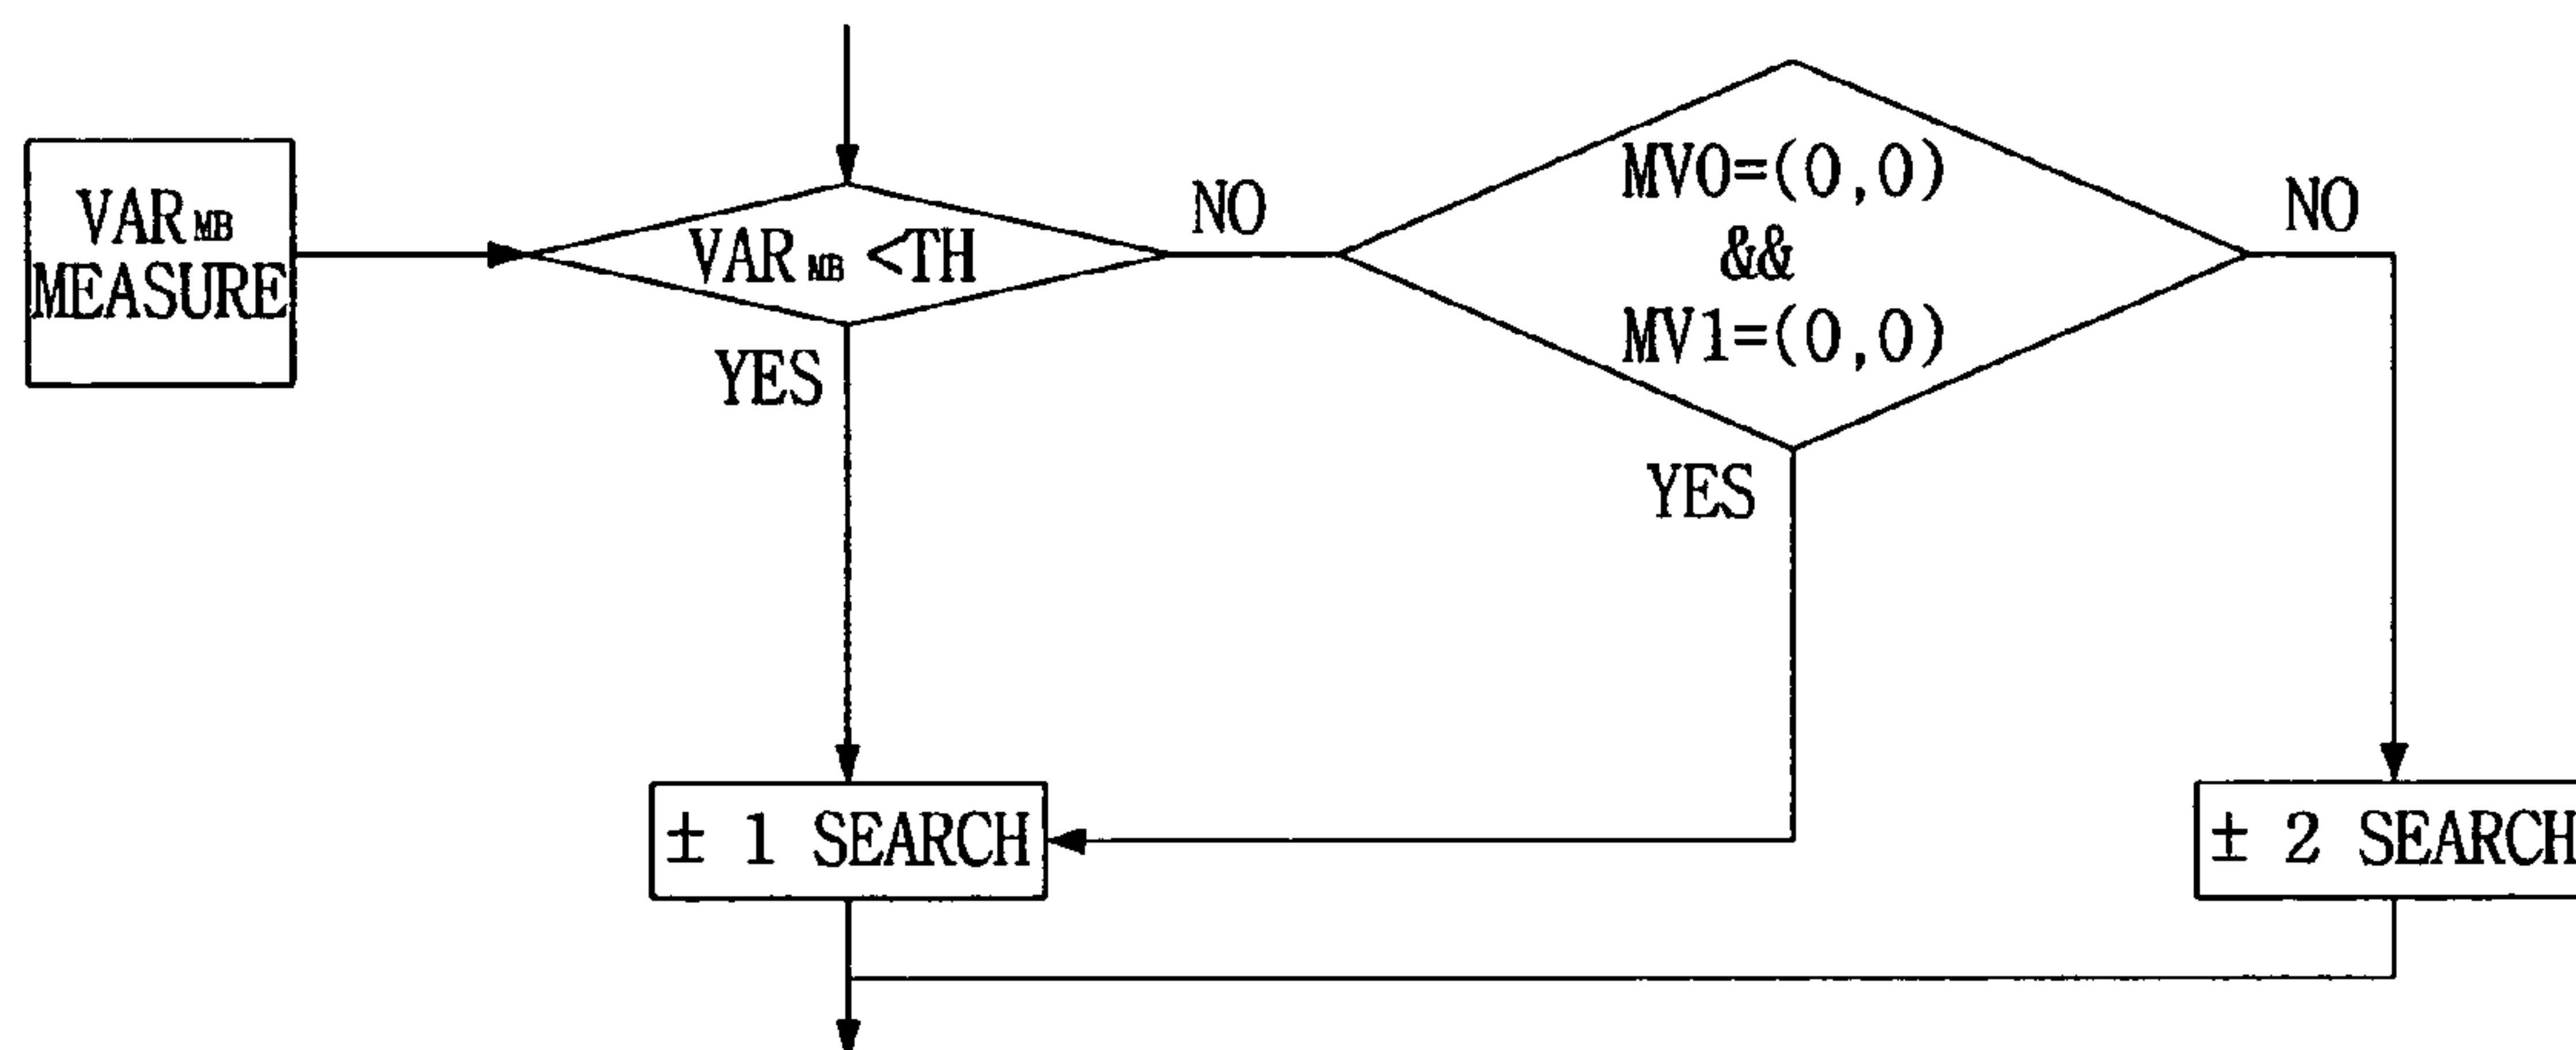 VAR MB
MEASURE
VAR MB <TH
NO
YES
MV0=(0,0)
&&
MV1=(0,0)
NO
YES
± 1 SEARCH
± 2 SEARCH